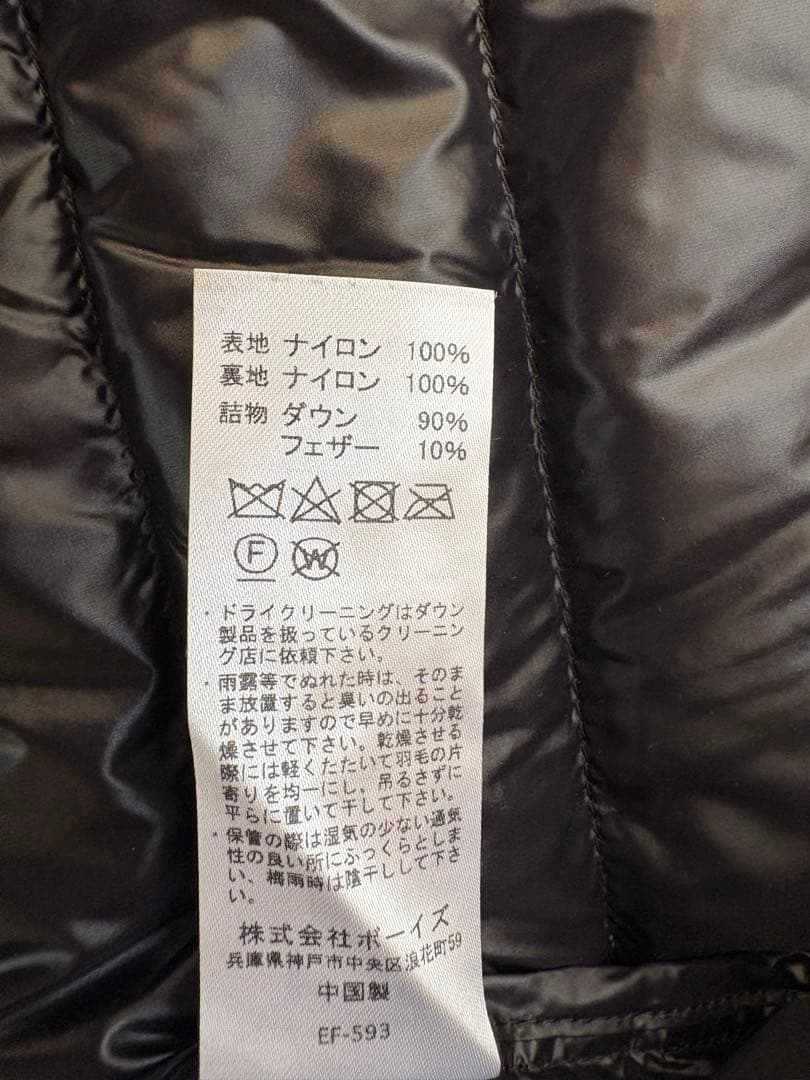 表地 ナイロン 100%
裏地 ナイロン 100%
詰物 ダウン 90%
フェザー 10%
F W
・ドライクリーニングはダウン
製品を扱っているクリーニン
グ店に依頼下さい。
・雨露等でぬれた時は、そのま
ま放置すると臭いの出ること
がありますので早めに十分乾
燥させて下さい。乾燥させる
際には軽くたたいて羽毛の片
寄りを均一にし、吊るさずに
平らに置いて干して下さい。
・保管の際は湿気の少ない通気
性の良い所にふっくらとしま
い、梅雨時は陰干しして下さ
い。
株式会社ボーイズ
兵庫県神戸市中央区浪花町59
中国製
EF-593